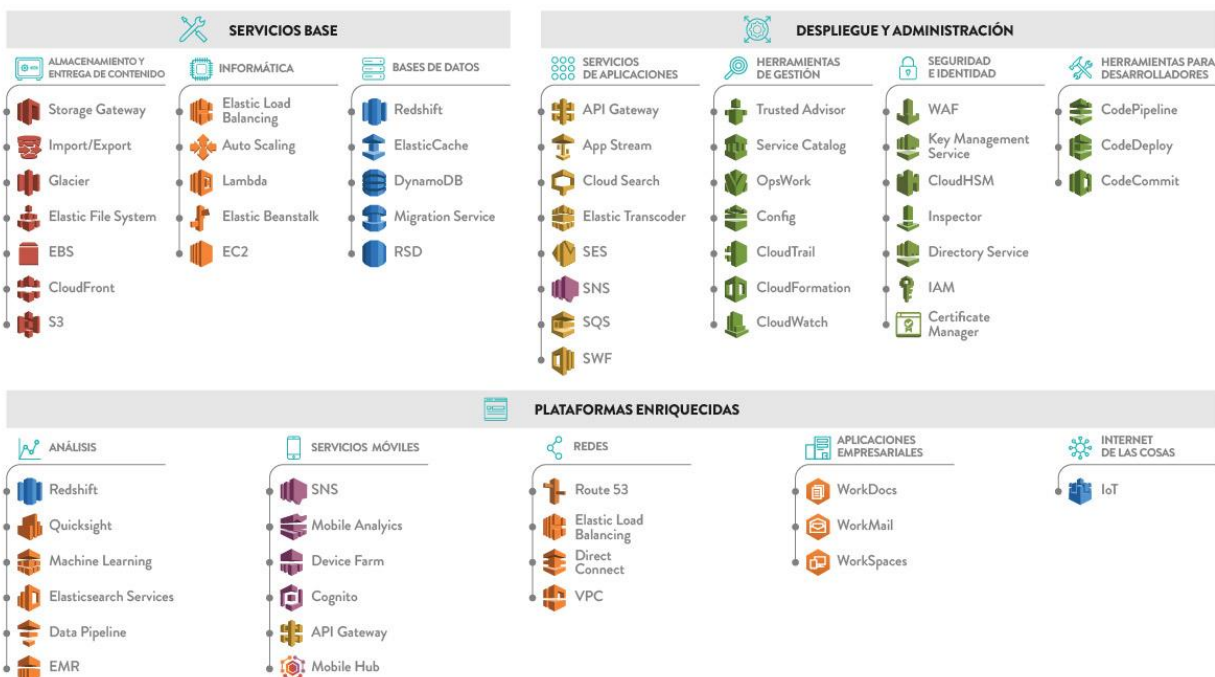 SERVICIOS BASE
ALMACENAMIENTO Y
ENTREGA DE CONTENIDO
Storage Gateway
Import/Export
Glacier
Elastic File System
EBS
CloudFront
S3
INFORMÁTICA
Elastic Load
Balancing
Auto Scaling
Lambda
Elastic Beanstalk
EC2
BASES DE DATOS
Redshift
ElasticCache
DynamoDB
Migration Service
RSD
DESPLIEGUE Y ADMINISTRACIÓN
SERVICIOS
DE APLICACIONES
API Gateway
App Stream
Cloud Search
Elastic Transcoder
SES
SNS
SQS
SWF
HERRAMIENTAS
DE GESTIÓN
Trusted Advisor
Service Catalog
OpsWork
Config
CloudTrail
CloudFormation
CloudWatch
SEGURIDAD
E IDENTIDAD
WAF
Key Management
Service
CloudHSM
Inspector
Directory Service
IAM
Certificate
Manager
HERRAMIENTAS PARA
DESARROLLADORES
CodePipeline
CodeDeploy
CodeCommit
PLATAFORMAS ENRIQUECIDAS
ANÁLISIS
Redshift
Quicksight
Machine Learning
Elasticsearch Services
Data Pipeline
EMR
SERVICIOS MÓVILES
SNS
Mobile Analyics
Device Farm
Cognito
API Gateway
Mobile Hub
REDES
Route 53
Elastic Load
Balancing
Direct
Connect
VPC
APLICACIONES
EMPRESARIALES
WorkDocs
WorkMail
WorkSpaces
INTERNET
DE LAS COSAS
IoT